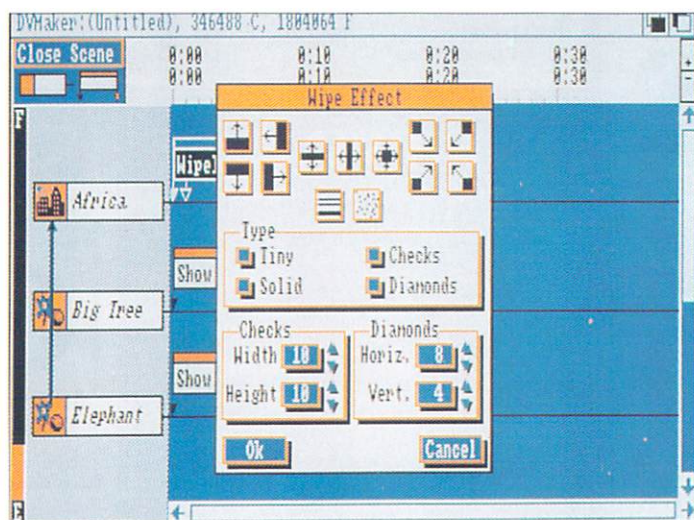 DVMaker:(Untitled), 346488 C, 1804064 F
Close Scene
0:00 0:10 0:20 0:30
0:00 0:10 0:20 0:30
Wipe Effect
F
Africa
Big Tree
Elephant
E
Show
Show
Type
Tiny
Checks
Solid
Diamonds
Checks
Width 10
Height 10
Diamonds
Horiz. 8
Vert. 4
Ok
Cancel